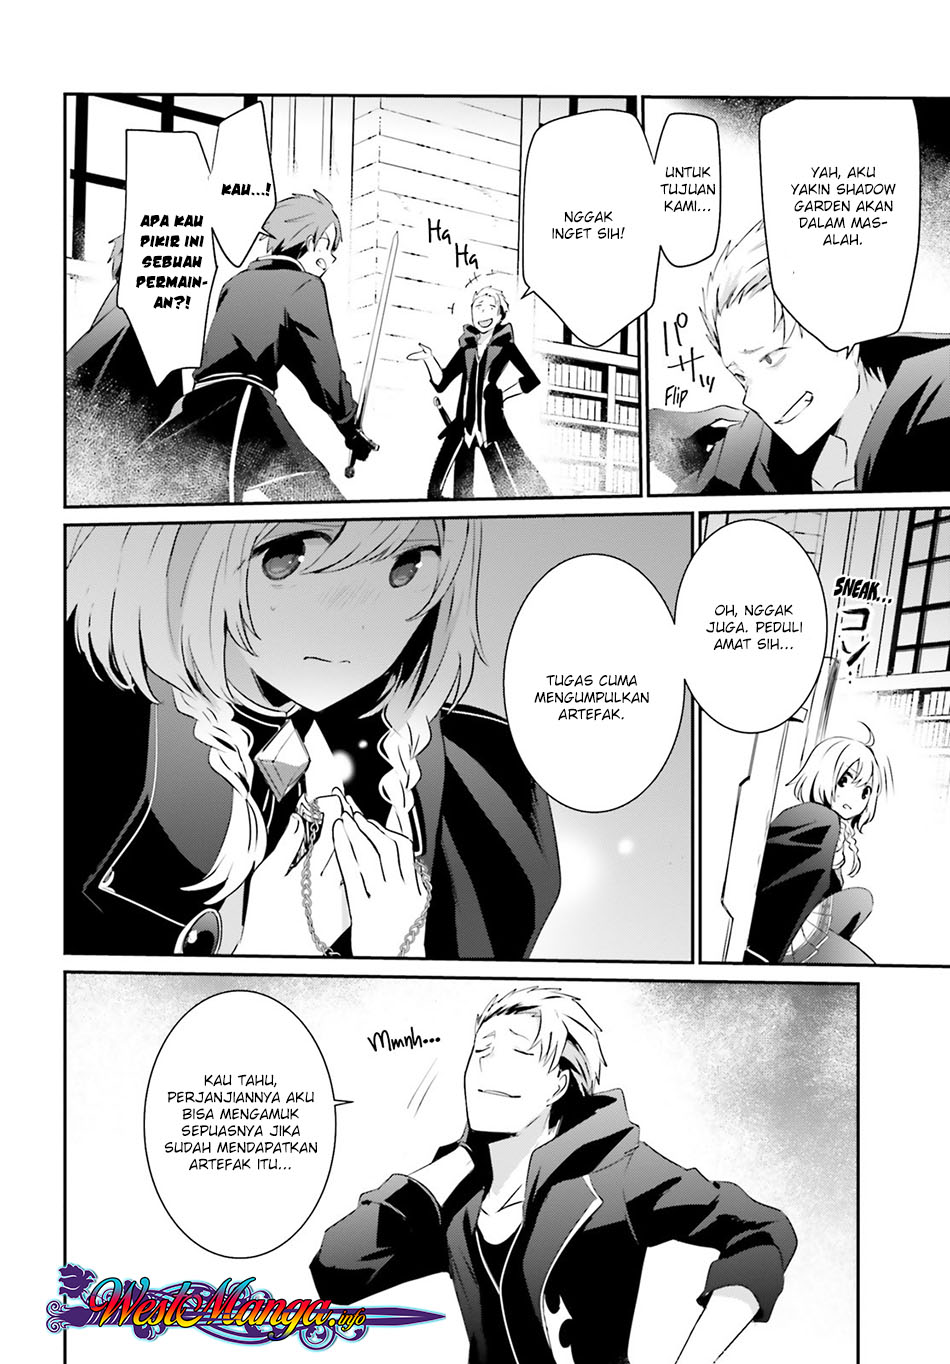 YAH, AKU
YAKIN SHADOW
GARDEN AKAN
DALAM MAS-
ALAH.
バサッ
Flip
UNTUK
TUJUAN
KAMI...
NGGAK
INGET SIH!
Ha
Ha
KAU...!
APA KAU
PIKIR INI
SEBUAH
PERMAIN-
AN?!
SNEAK...
コソ...
OH, NGGAK
JUGA. PEDULI
AMAT SIH...
TUGAS CUMA
MENGUMPULKAN
ARTEFAK.
Mmnh...
KAU TAHU,
PERJANJIANNYA AKU
BISA MENGAMUK
SEPUASNYA JIKA
SUDAH MENDAPATKAN
ARTEFAK ITU...
WestManga.info